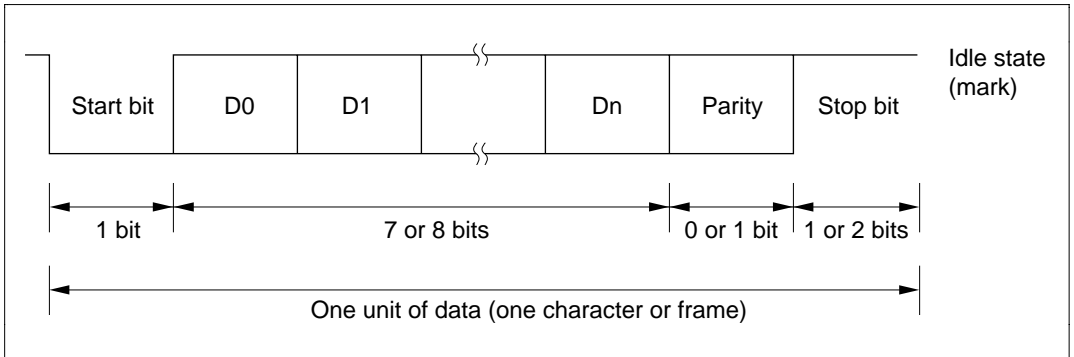 Idle state
(mark)
Start bit
D0
D1
Dn
Parity
Stop bit
1 bit
7 or 8 bits
0 or 1 bit
1 or 2 bits
One unit of data (one character or frame)